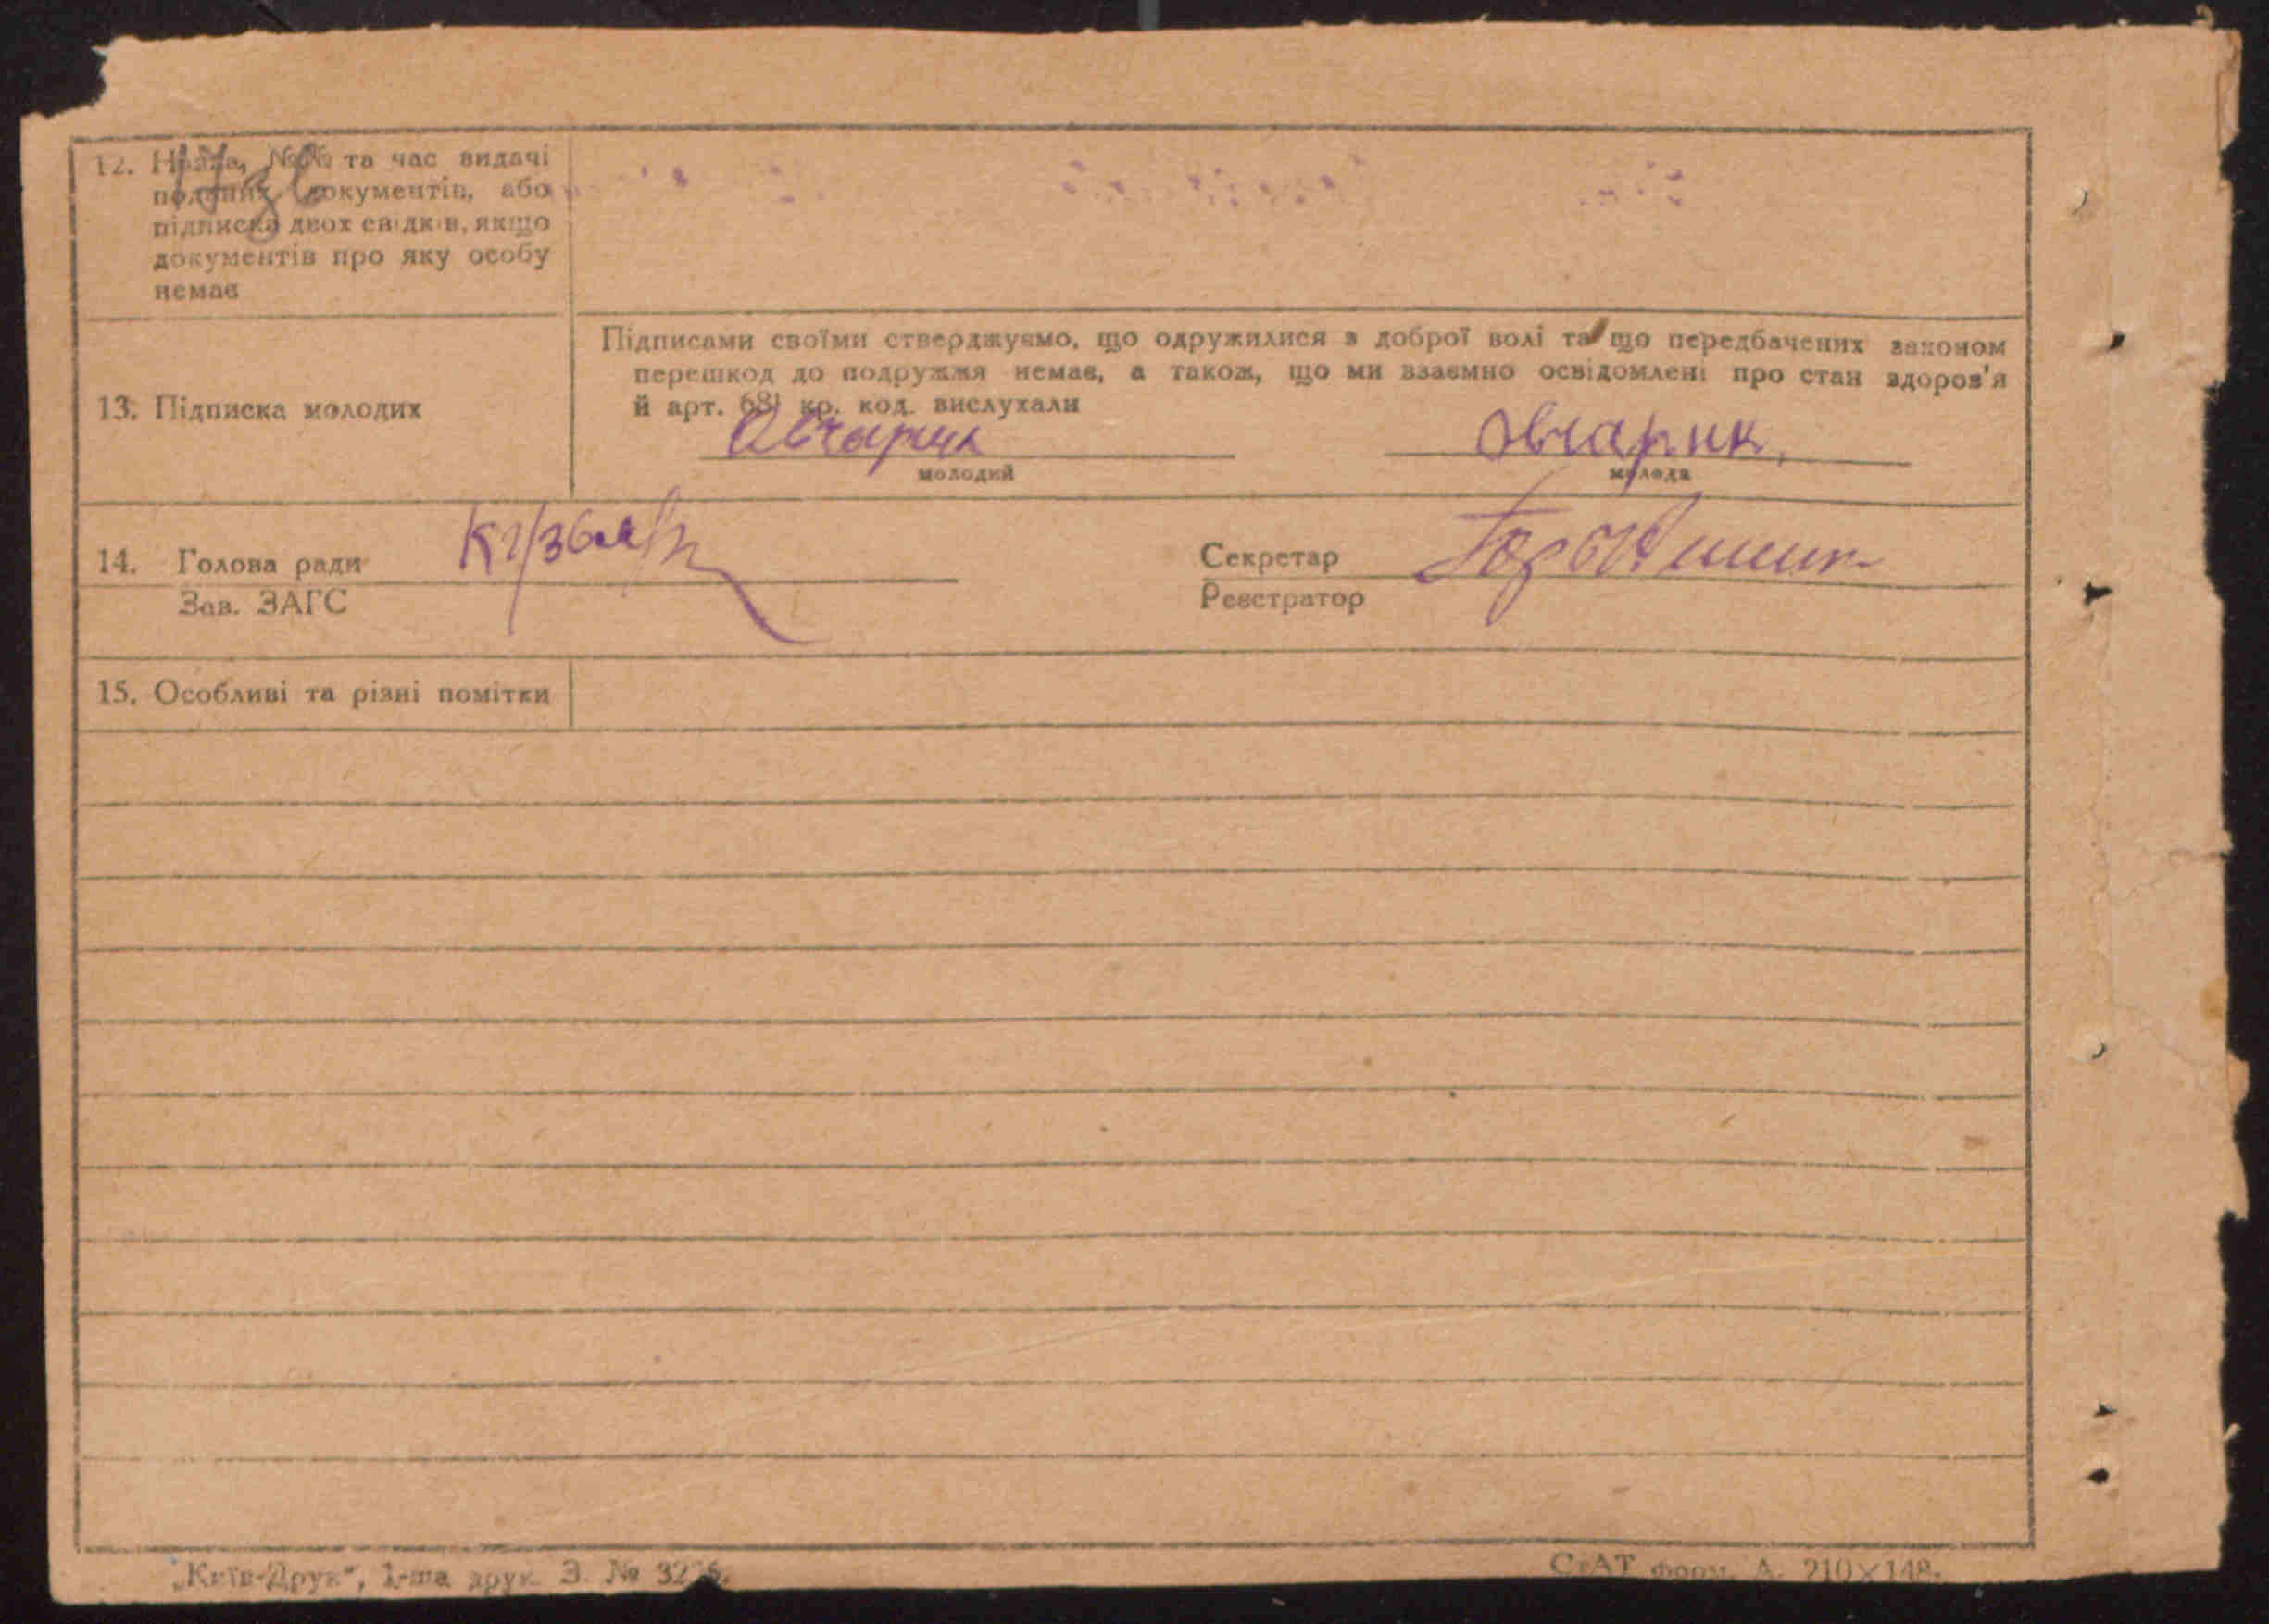 12. Назва, №№ та час видачі
поданих документів, або
підписка двох свідків, якщо
документів про яку особу
немає
Підписами своїми стверджуємо, що одружилися з доброї волі та що передбачених законом
перешкод до подружжя немає, а також, що ми взаємно освідомлені про стан здоров'я
й арт. 681 кр. код. вислухали
13. Підписка молодих
Овчарик Овчарик
молодий молода
14. Голова ради Секретар
Зав. ЗАГС Реєстратор
15. Особливі та різні помітки
„Київ-Друк", 1-ша друк. З. №
СтАТ форм. А. 210×148.